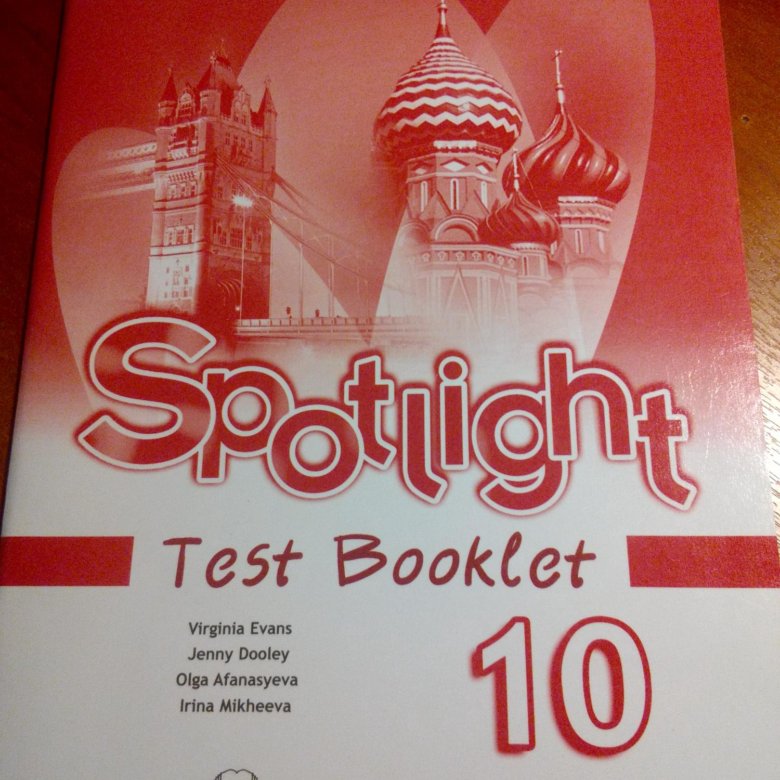 Spotlight
Test Booklet
Virginia Evans
Jenny Dooley
Olga Afanasyeva
Irina Mikheeva
10